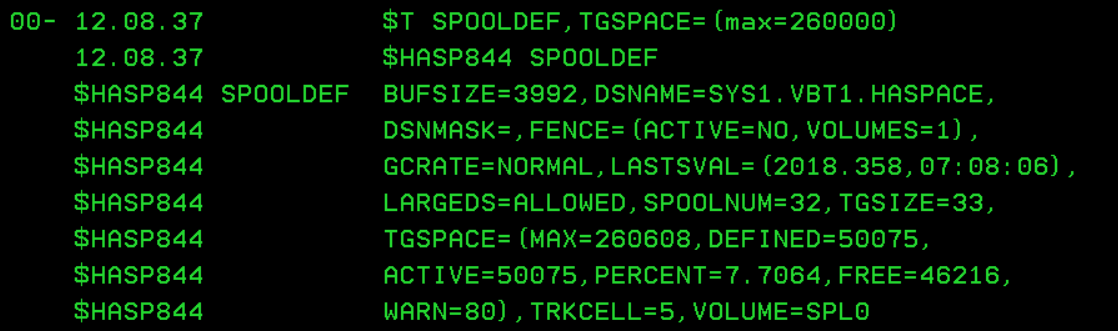 00- 12.08.37 $T SPOOLDEF,TGSPACE=(max=260000)
12.08.37 $HASP844 SPOOLDEF
$HASP844 SPOOLDEF BUFSIZE=3992,DSNAME=SYS1.VBT1.HASPACE,
$HASP844 DSNMASK=,FENCE=(ACTIVE=NO,VOLUMES=1),
$HASP844 GCRATE=NORMAL,LASTSVAL=(2018.358,07:08:06),
$HASP844 LARGEDS=ALLOWED,SPOOLNUM=32,TGSIZE=33,
$HASP844 TGSPACE=(MAX=260608,DEFINED=50075,
$HASP844 ACTIVE=50075,PERCENT=7.7064,FREE=46216,
$HASP844 WARN=80),TRKCELL=5,VOLUME=SPL0